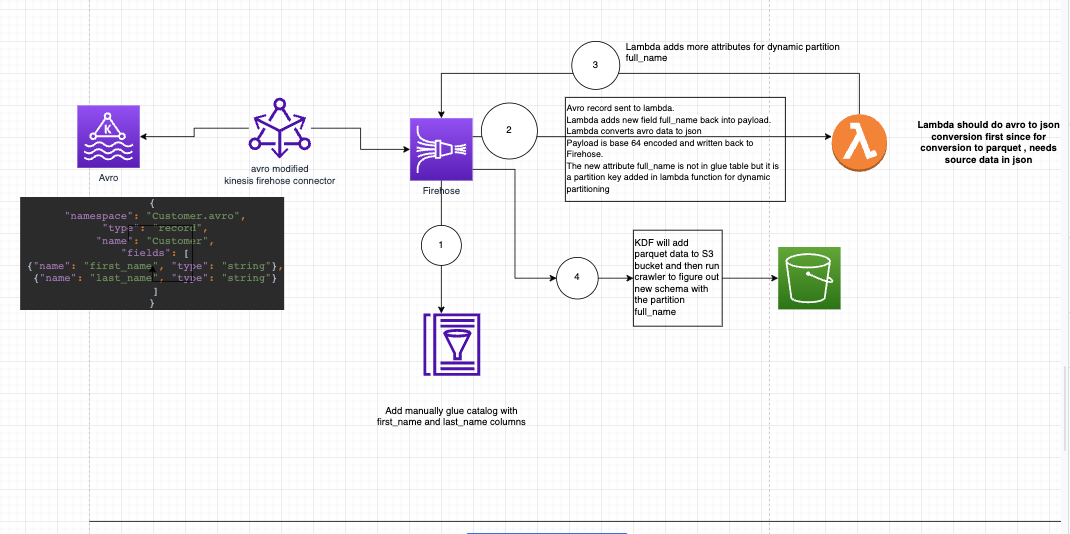 3
Lambda adds more attributes for dynamic partition
full_name
K
Avro
avro modified
kinesis firehose connector
Firehose
2
Avro record sent to lambda.
Lambda adds new field full_name back into payload.
Lambda converts avro data to json
Payload is base 64 encoded and written back to
Firehose.
The new attribute full_name is not in glue table but it is
a partition key added in lambda function for dynamic
partitioning
λ
Lambda should do avro to json
conversion first since for
conversion to parquet , needs
source data in json
{
"namespace": "Customer.avro",
"type": "record",
"name": "Customer",
"fields": [
{"name": "first_name", "type": "string"},
{"name": "last_name", "type": "string"}
]
}
1
4
KDF will add
parquet data to S3
bucket and then run
crawler to figure out
new schema with
the partition
full_name
Add manually glue catalog with
first_name and last_name columns